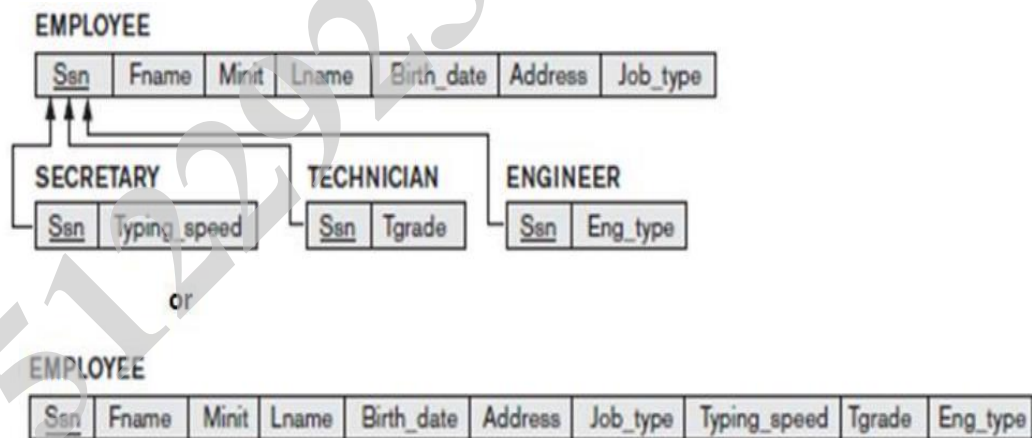 EMPLOYEE
Ssn Fname Minit Lname Birth_date Address Job_type
SECRETARY TECHNICIAN ENGINEER
Ssn Typing_speed Ssn Tgrade Ssn Eng_type
or
EMPLOYEE
Ssn Fname Minit Lname Birth_date Address Job_type Typing_speed Tgrade Eng_type